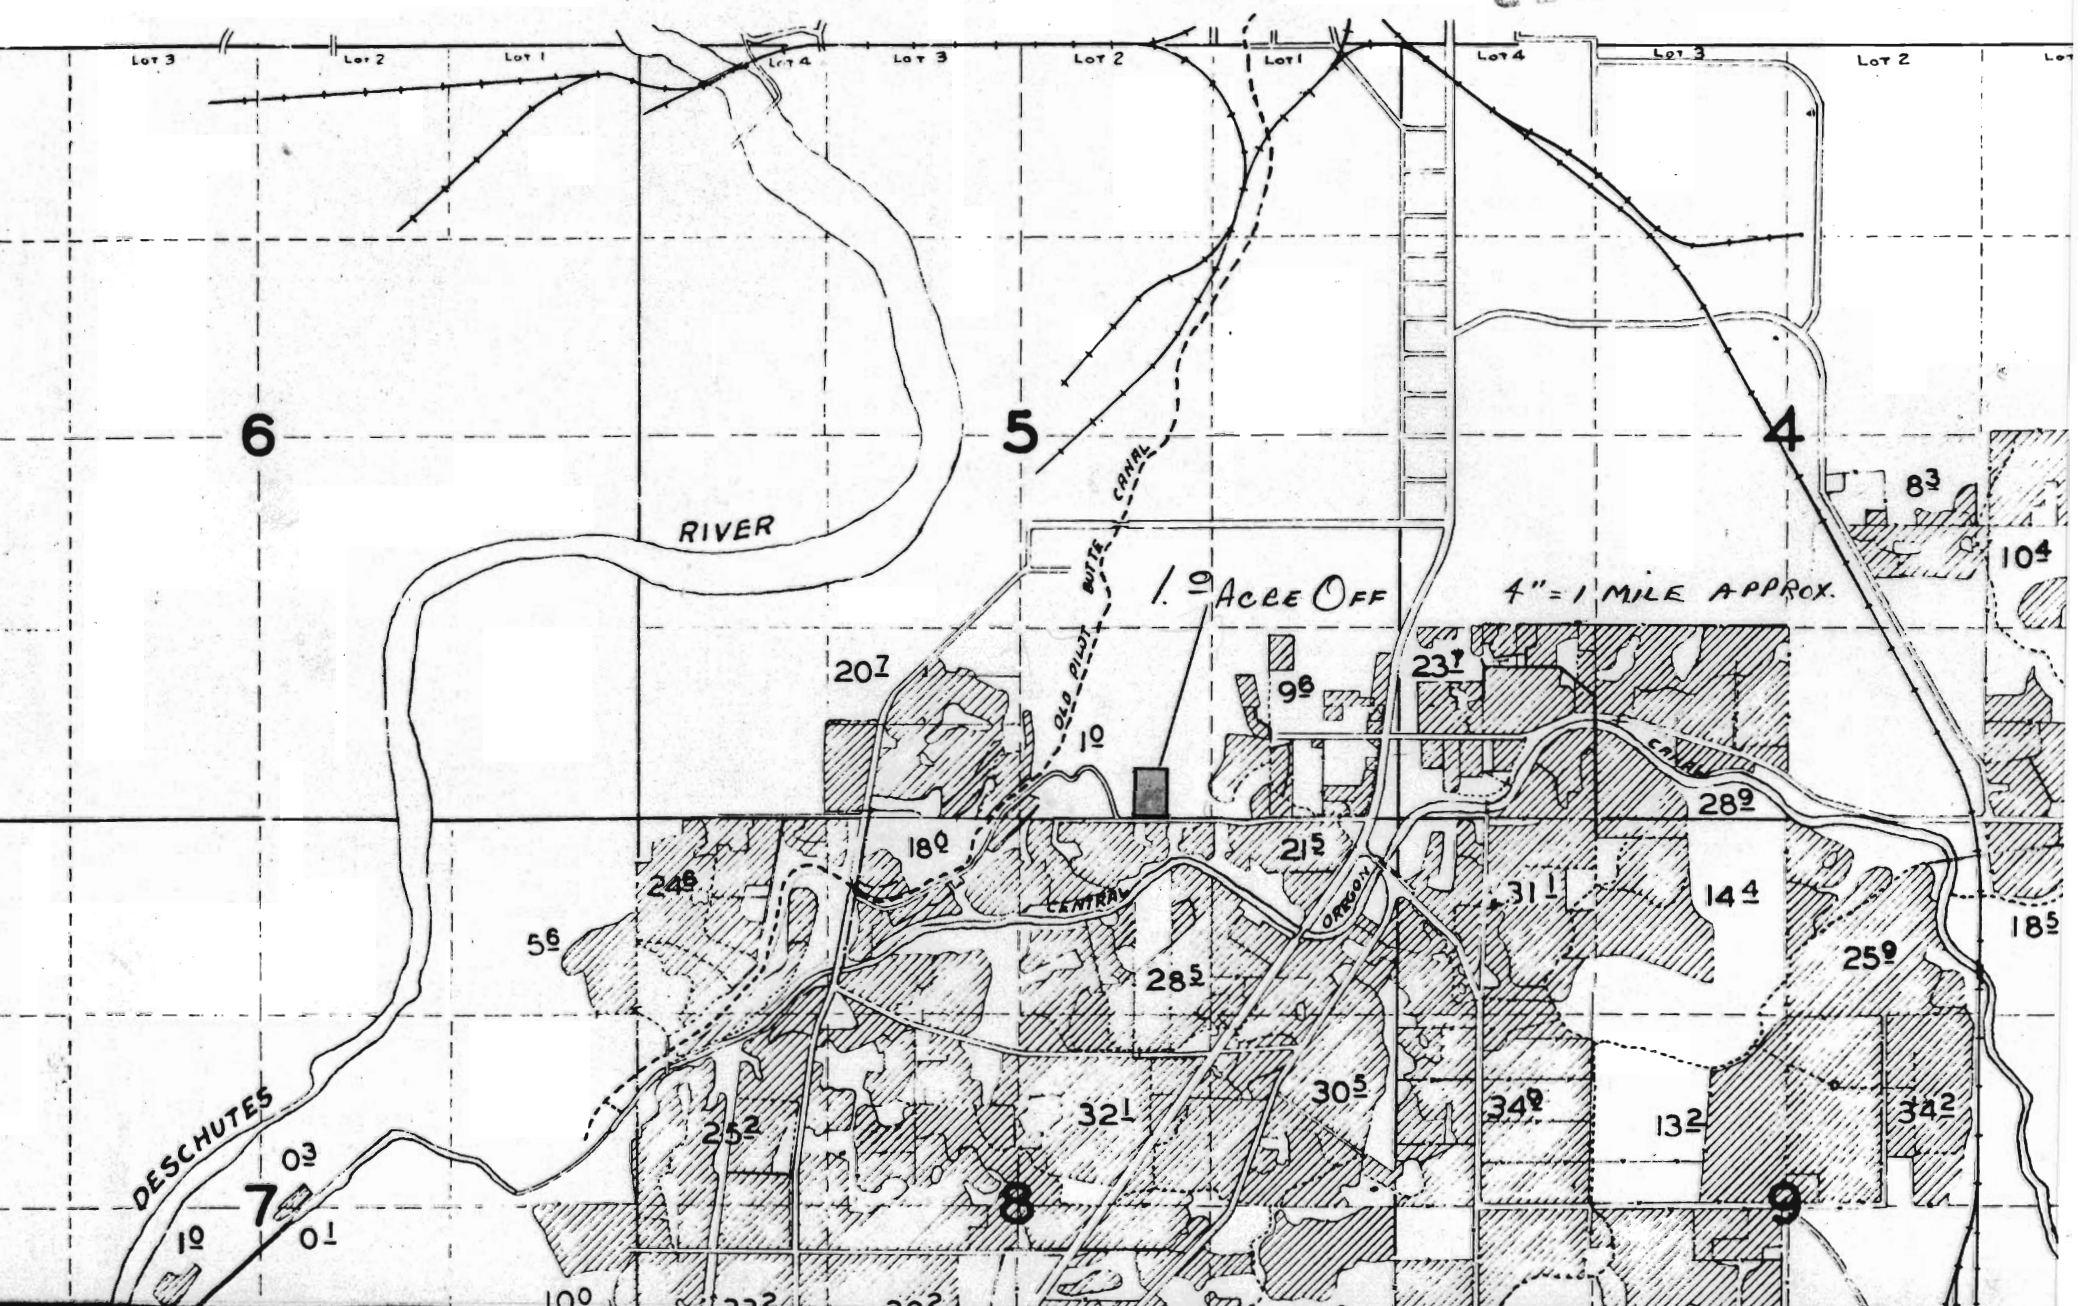 LOT 3
LOT 2
LOT 1
LOT 4
LOT 3
LOT 2
LOT 1
LOT 4
LOT 3
LOT 2
LOT
6
5
4
CANAL
8 3
RIVER
BUTTE
10 4
1. 0 ACRE OFF
4" = 1 MILE APPROX.
OLD PILOT
20 7
9 6
23
1 0
CANAL
28 9
18 0
21 5
24 6
CENTRAL
OREGON
31 1
14 4
18 5
5 6
28 5
25 9
DESCHUTES
32 1
30 5
34 9
13 2
34 2
25 2
0 3
7
8
9
1 0
0 1
10 0